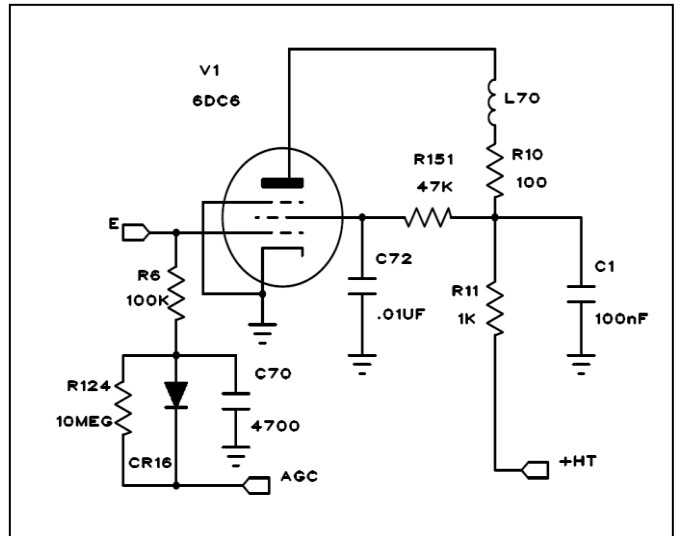 V1
6DC6
L70
R151
47K
R10
100
E
R6
100K
C72
.01UF
R11
1K
C1
100nF
R124
10MEG
C70
4700
CR16
AGC
+HT